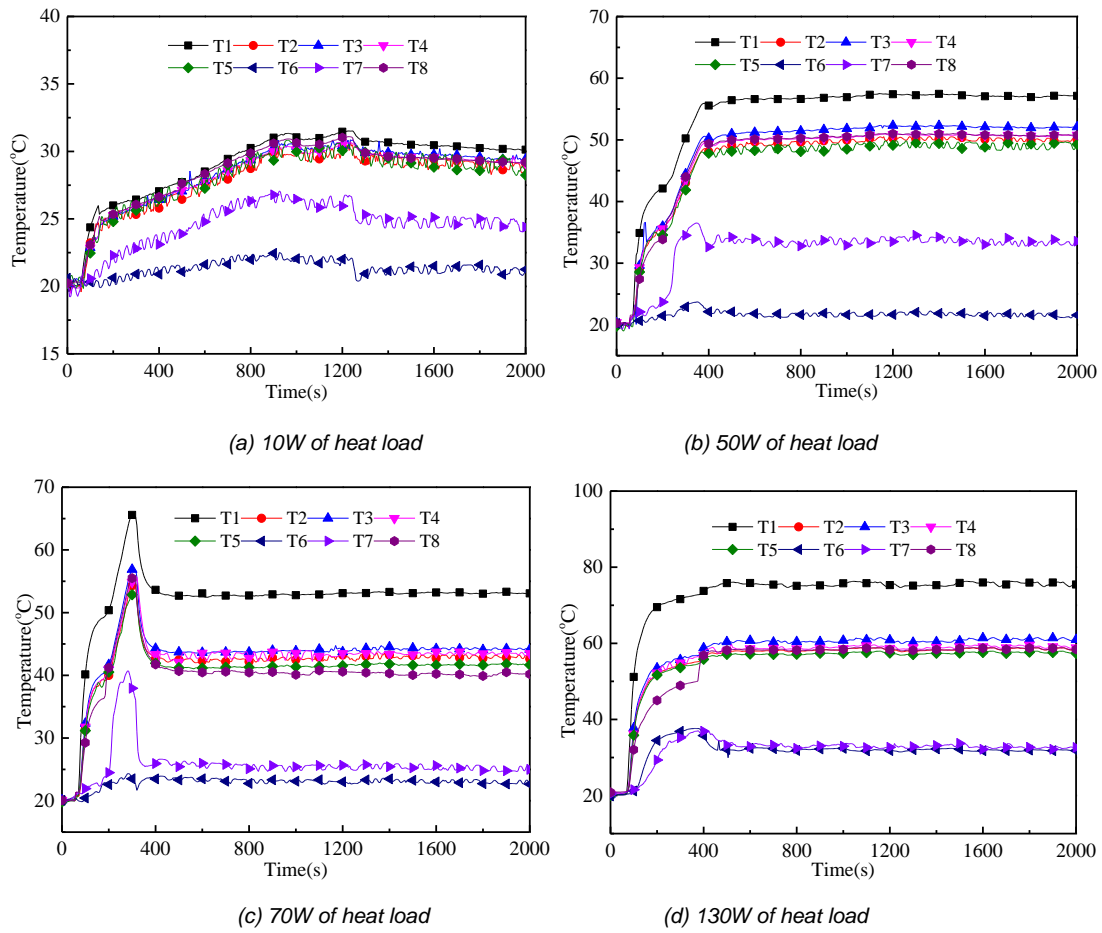 40
35
30
25
20
15
Temperature(°C)
T1 T2 T3 T4
T5 T6 T7 T8
0 400 800 1200 1600 2000
Time(s)
(a) 10W of heat load
70
60
50
40
30
20
Temperature(°C)
T1 T2 T3 T4
T5 T6 T7 T8
0 400 800 1200 1600 2000
Time(s)
(b) 50W of heat load
70
60
50
40
30
20
Temperature(°C)
T1 T2 T3 T4
T5 T6 T7 T8
0 400 800 1200 1600 2000
Time(s)
(c) 70W of heat load
100
80
60
40
20
Temperature(°C)
T1 T2 T3 T4
T5 T6 T7 T8
0 400 800 1200 1600 2000
Time(s)
(d) 130W of heat load